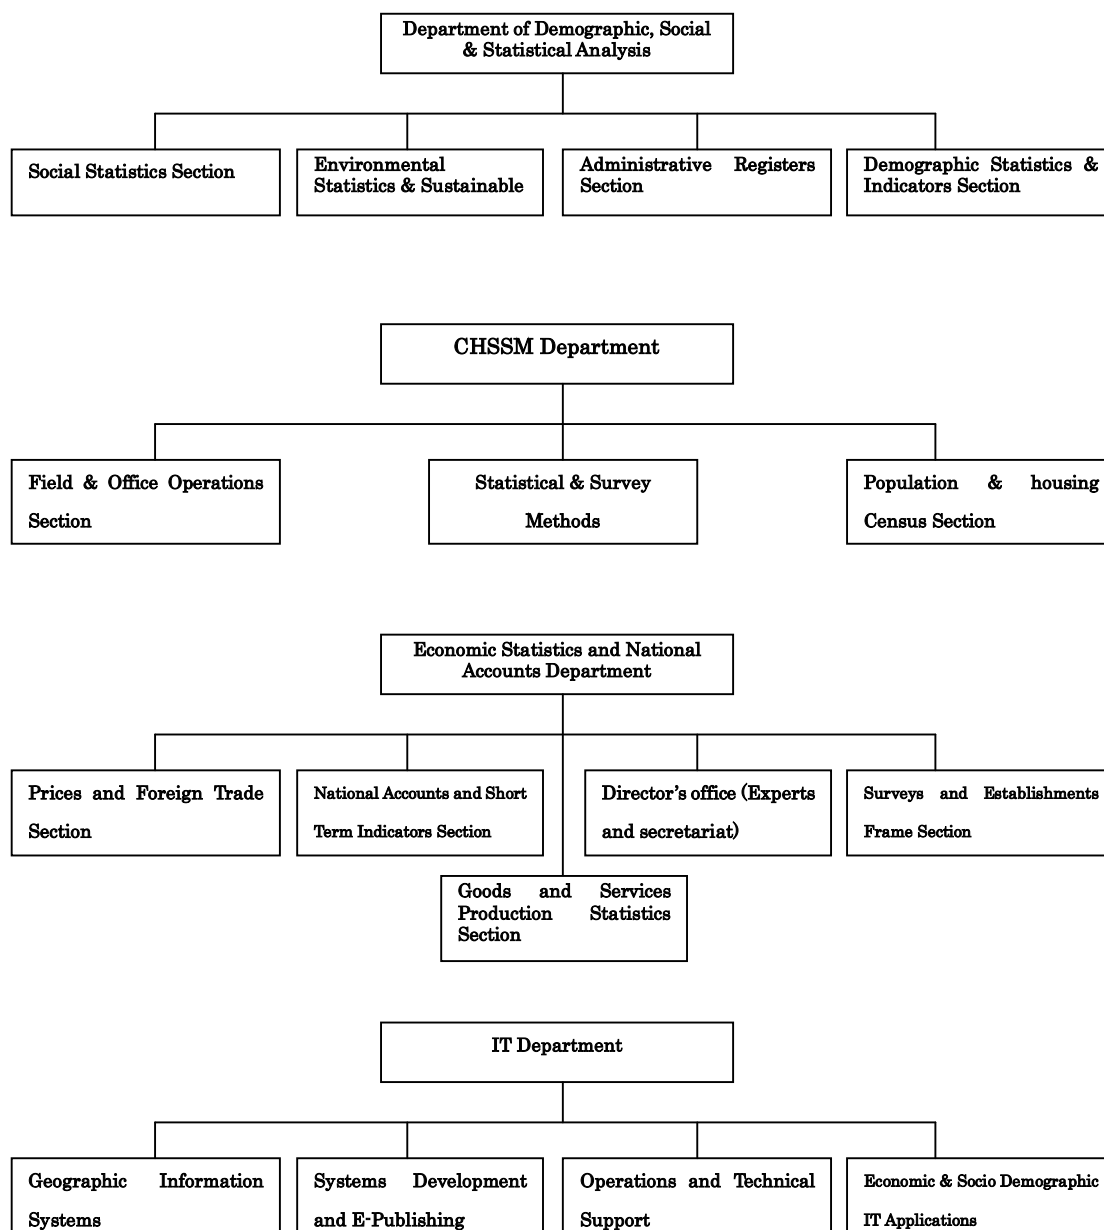 Department of Demographic, Social
& Statistical Analysis
Social Statistics Section
Environmental
Statistics & Sustainable
Administrative Registers
Section
Demographic Statistics &
Indicators Section
CHSSM Department
Field & Office Operations
Section
Statistical & Survey
Methods
Population & housing
Census Section
Economic Statistics and National
Accounts Department
Prices and Foreign Trade
Section
National Accounts and Short
Term Indicators Section
Director's office (Experts
and secretariat)
Surveys and Establishments
Frame Section
Goods and Services
Production Statistics
Section
IT Department
Geographic Information
Systems
Systems Development
and E-Publishing
Operations and Technical
Support
Economic & Socio Demographic
IT Applications